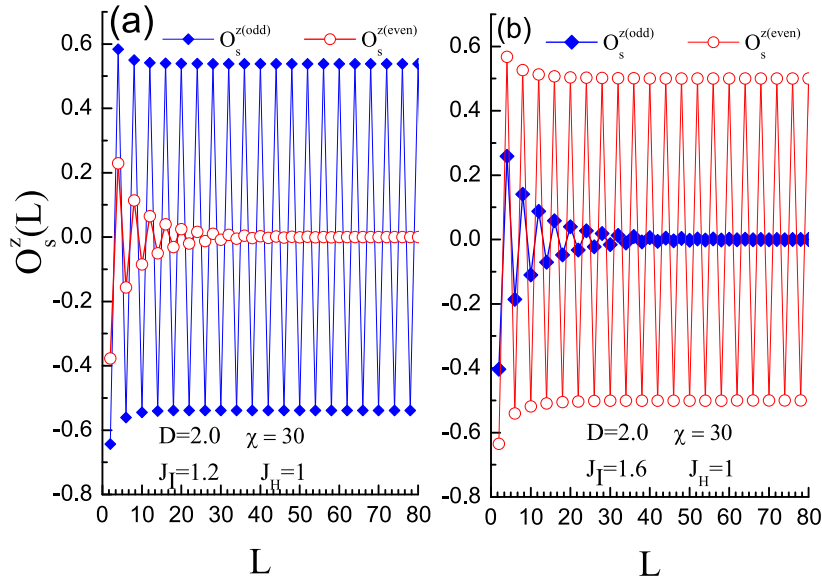 (a)
O_s^z(odd) O_s^z(even)
0.6
0.4
0.2
0.0
-0.2
-0.4
-0.6
-0.8
O_s^z(L)
D=2.0 χ = 30
J_I=1.2 J_H=1
0 10 20 30 40 50 60 70 80
L
(b)
O_s^z(odd) O_s^z(even)
0.6
0.4
0.2
0.0
-0.2
-0.4
-0.6
-0.8
D=2.0 χ = 30
J_I=1.6 J_H=1
0 10 20 30 40 50 60 70 80
L